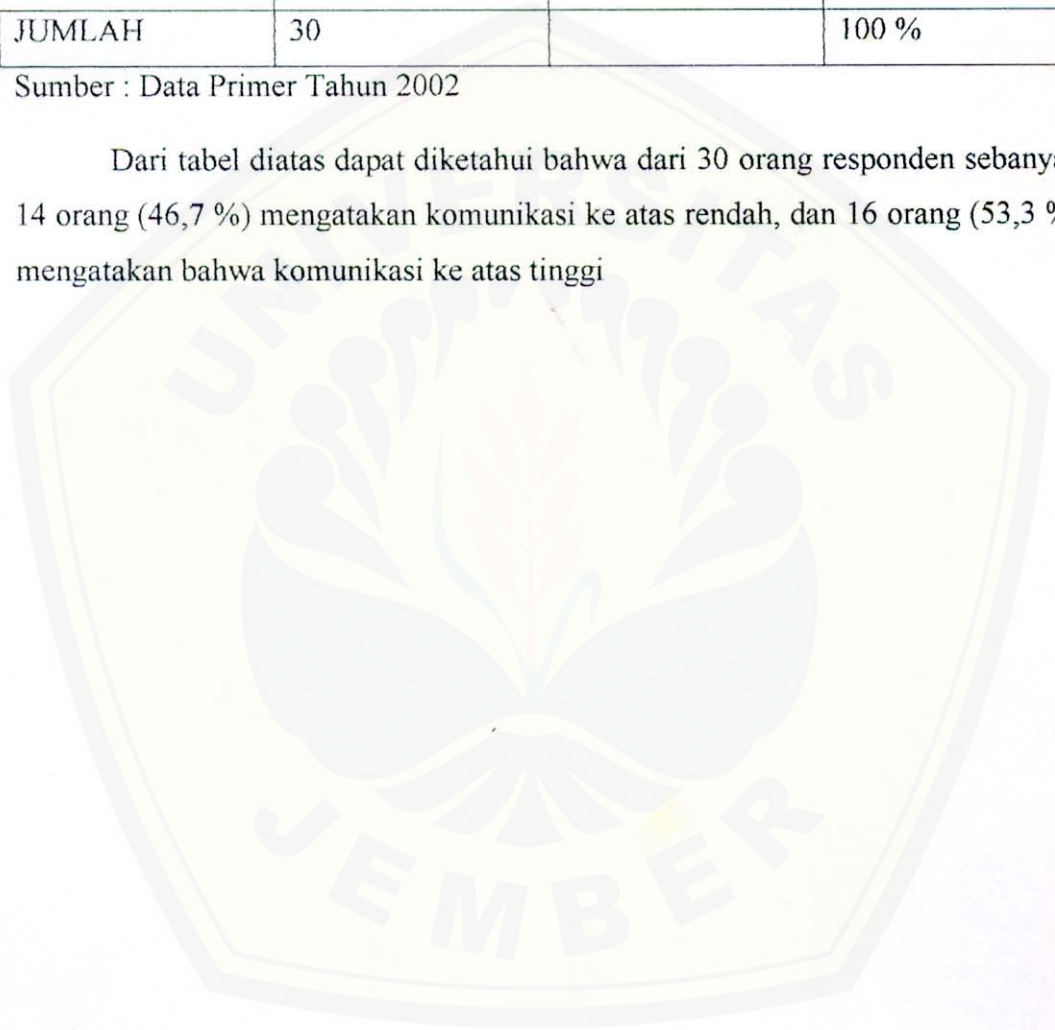 JUMLAH 30 100 %
Sumber : Data Primer Tahun 2002
Dari tabel diatas dapat diketahui bahwa dari 30 orang responden
14 orang (46,7 %) mengatakan komunikasi ke atas rendah, dan 16 orang (53,3 %
mengatakan bahwa komunikasi ke atas tinggi
UNIVERSITAS
JEMBER